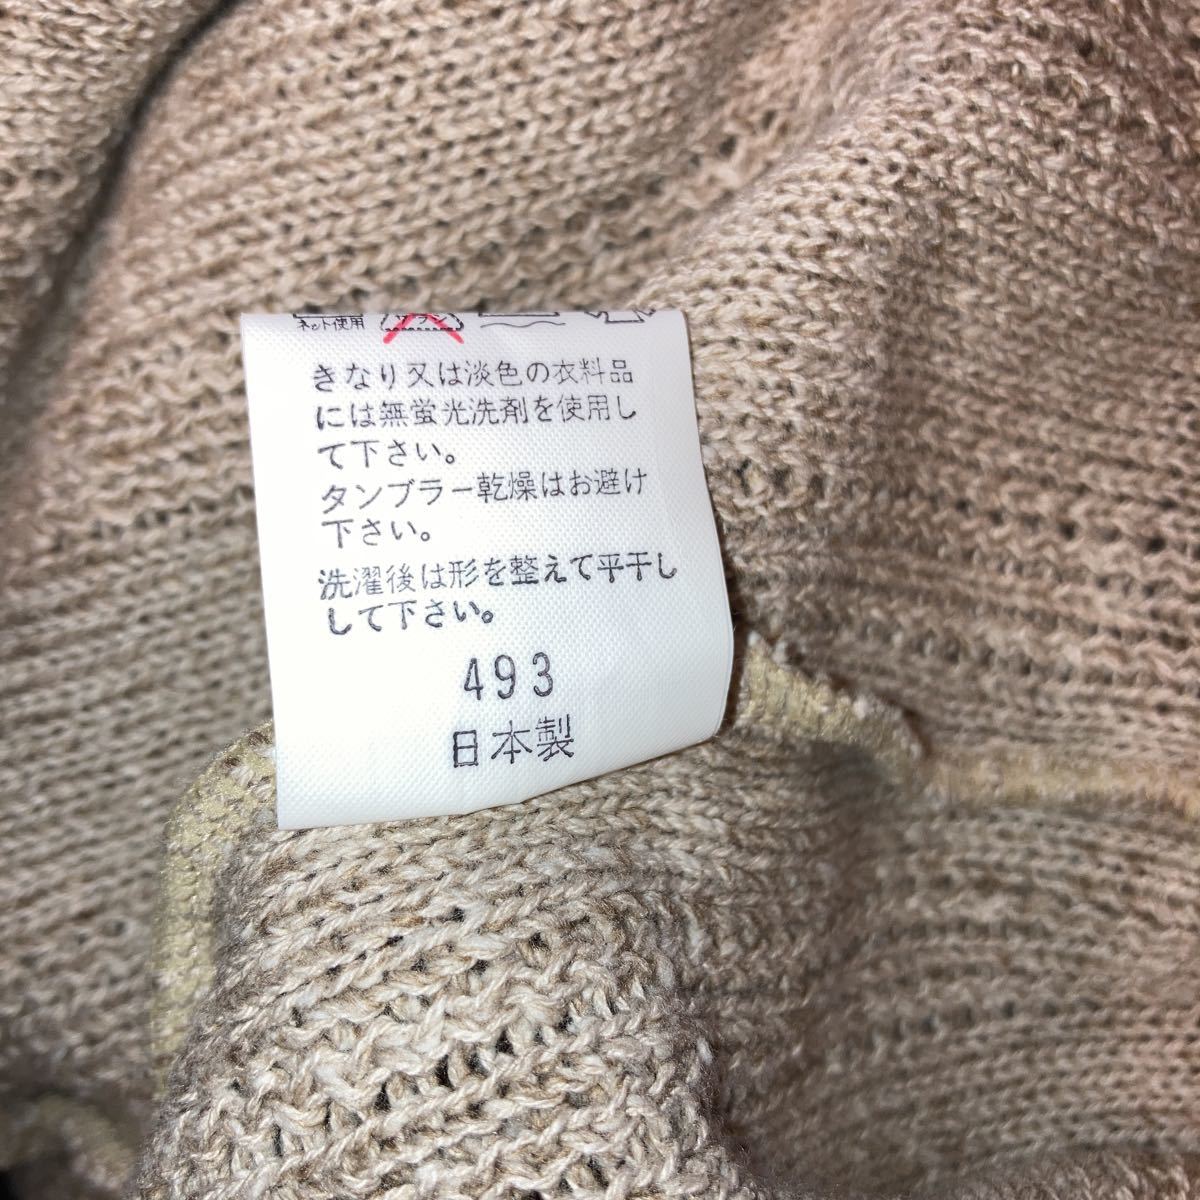 ネット使用
エンソ
きなり又は淡色の衣料品
には無蛍光洗剤を使用し
て下さい。
タンブラー乾燥はお避け
下さい。
洗濯後は形を整えて平干し
して下さい。
493
日本製